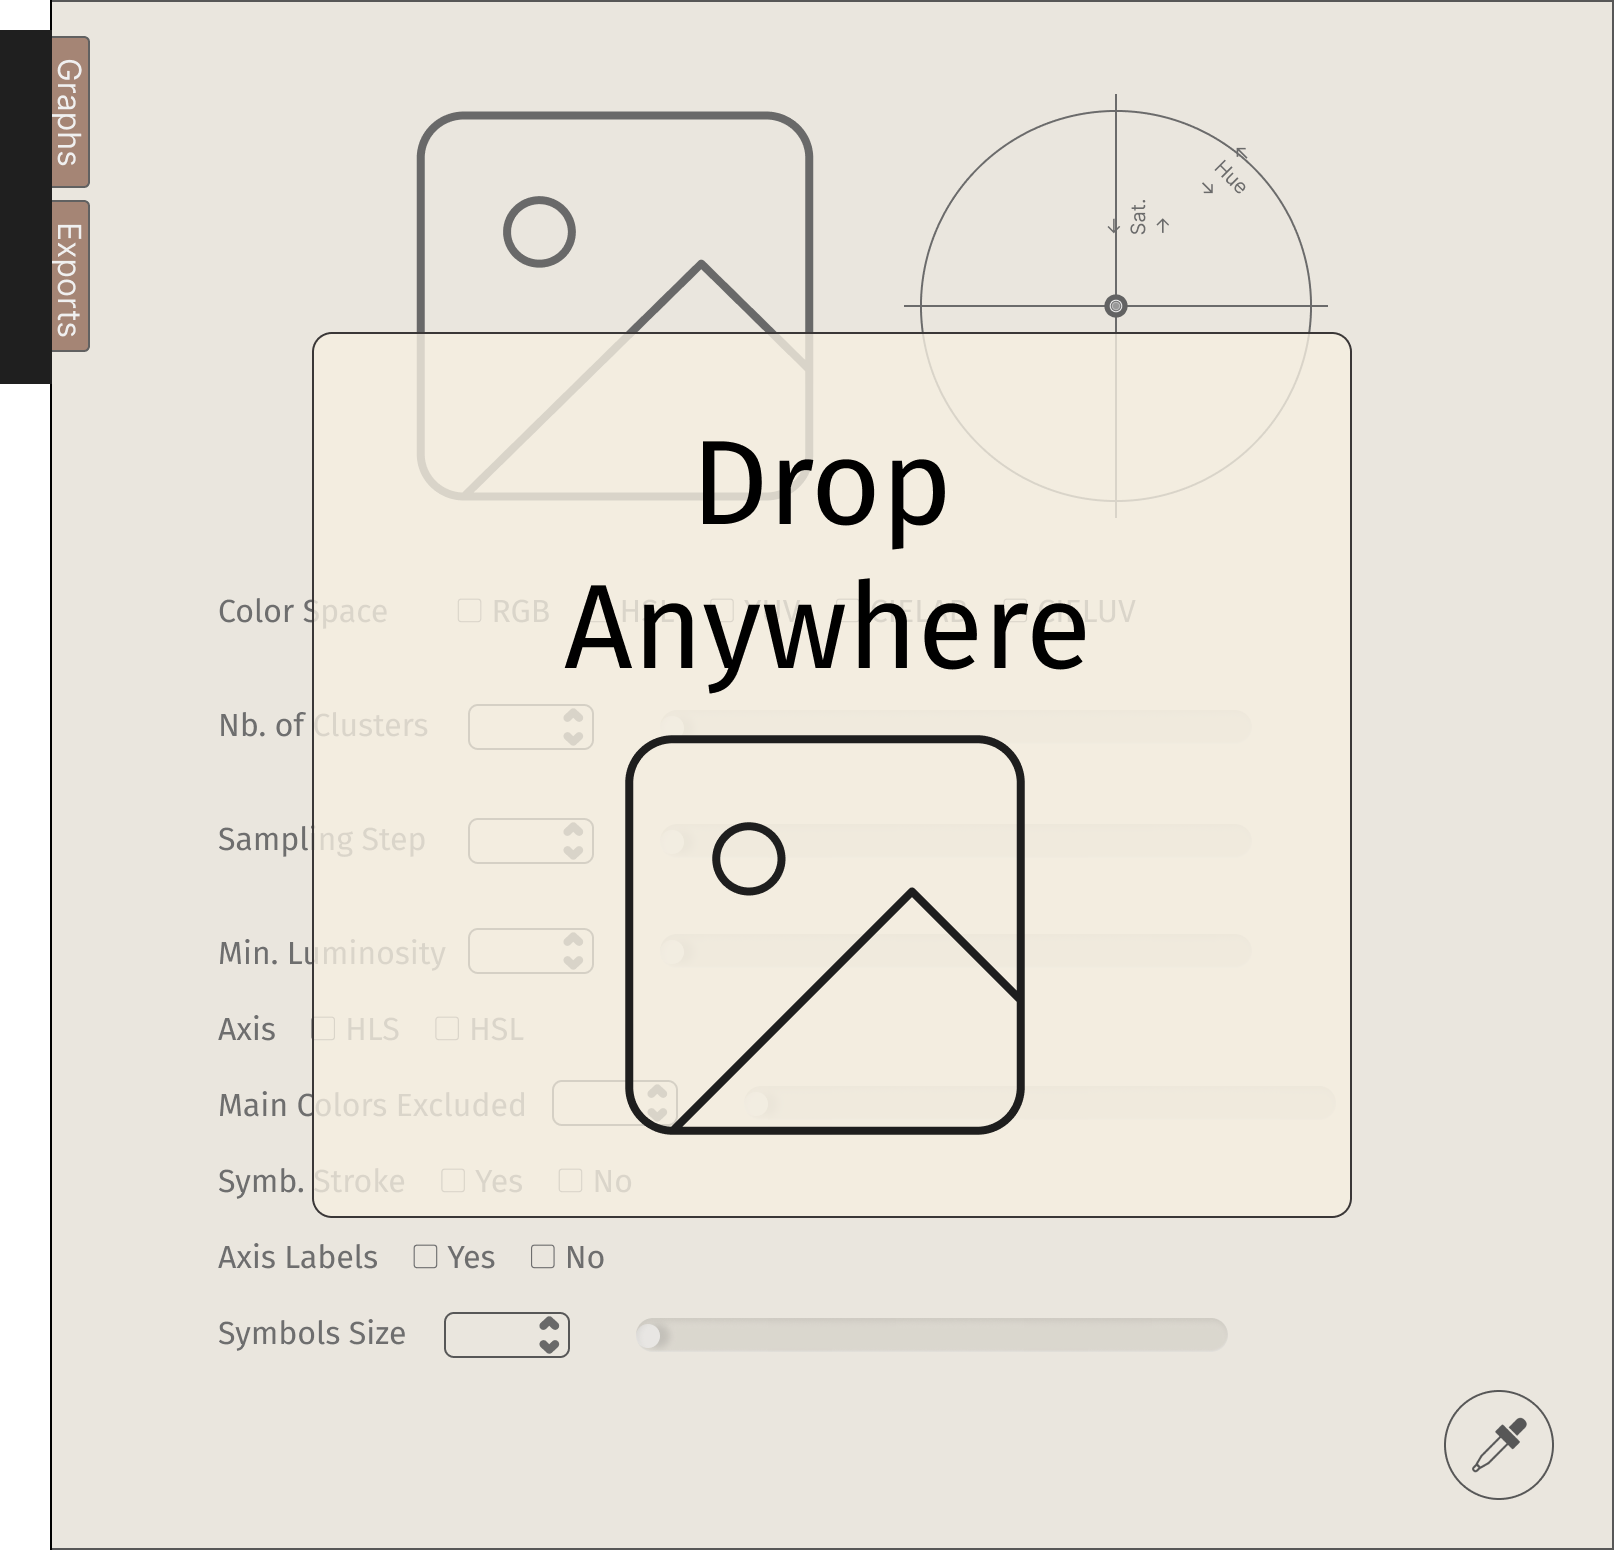 Graphs
Exports
Hue
Sat.
Drop
Anywhere
Color Space RGB HSL YUV CIELAB CIELUV
Nb. of Clusters
Sampling Step
Min. Luminosity
Axis HLS HSL
Main Colors Excluded
Symb. Stroke Yes No
Axis Labels Yes No
Symbols Size